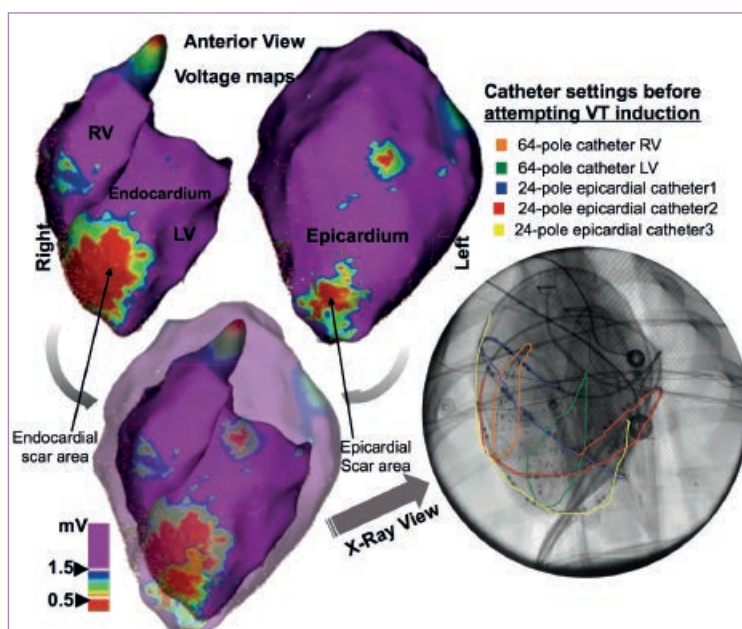 Anterior View
Voltage maps
RV
Endocardium
LV
Right
Epicardium
Left
Catheter settings before
attempting VT induction
64-pole catheter RV
64-pole catheter LV
24-pole epicardial catheter1
24-pole epicardial catheter2
24-pole epicardial catheter3
Endocardial
scar area
Epicardial
Scar area
X-Ray View
mV
1.5
0.5